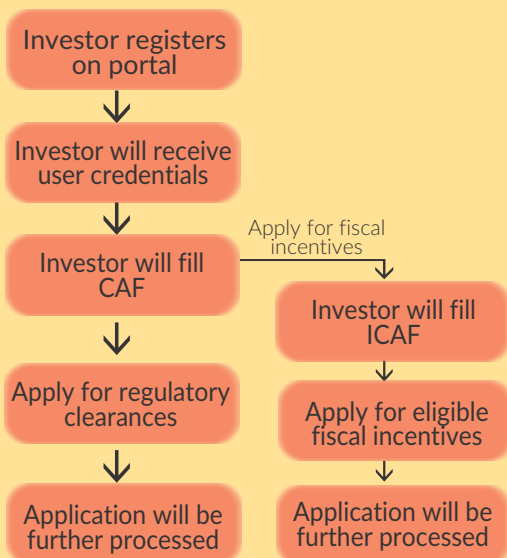 Investor registers
on portal
Investor will receive
user credentials
Investor will fill
CAF
Apply for fiscal
incentives
Investor will fill
ICAF
Apply for regulatory
clearances
Apply for eligible
fiscal incentives
Application will be
further processed
Application will be
further processed